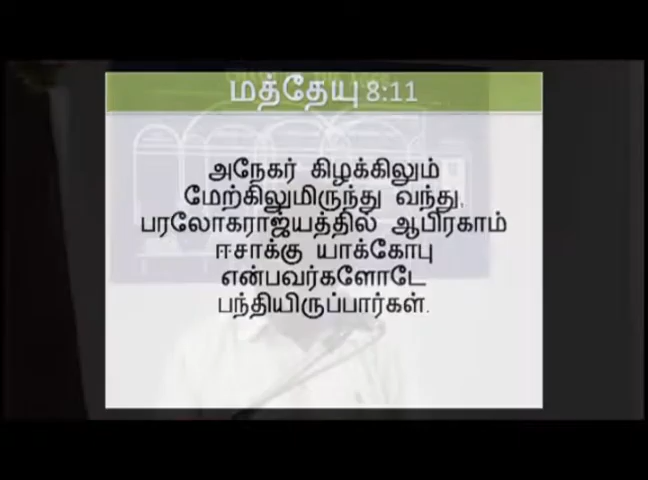 மத்தேயு 8:11
அநேகர் கிழக்கிலும்
மேற்கிலுமிருந்து வந்து,
பரலோகராஜ்யத்தில் ஆபிரகாம்
ஈசாக்கு யாக்கோபு
என்பவர்களோடே
பந்தியிருப்பார்கள்.